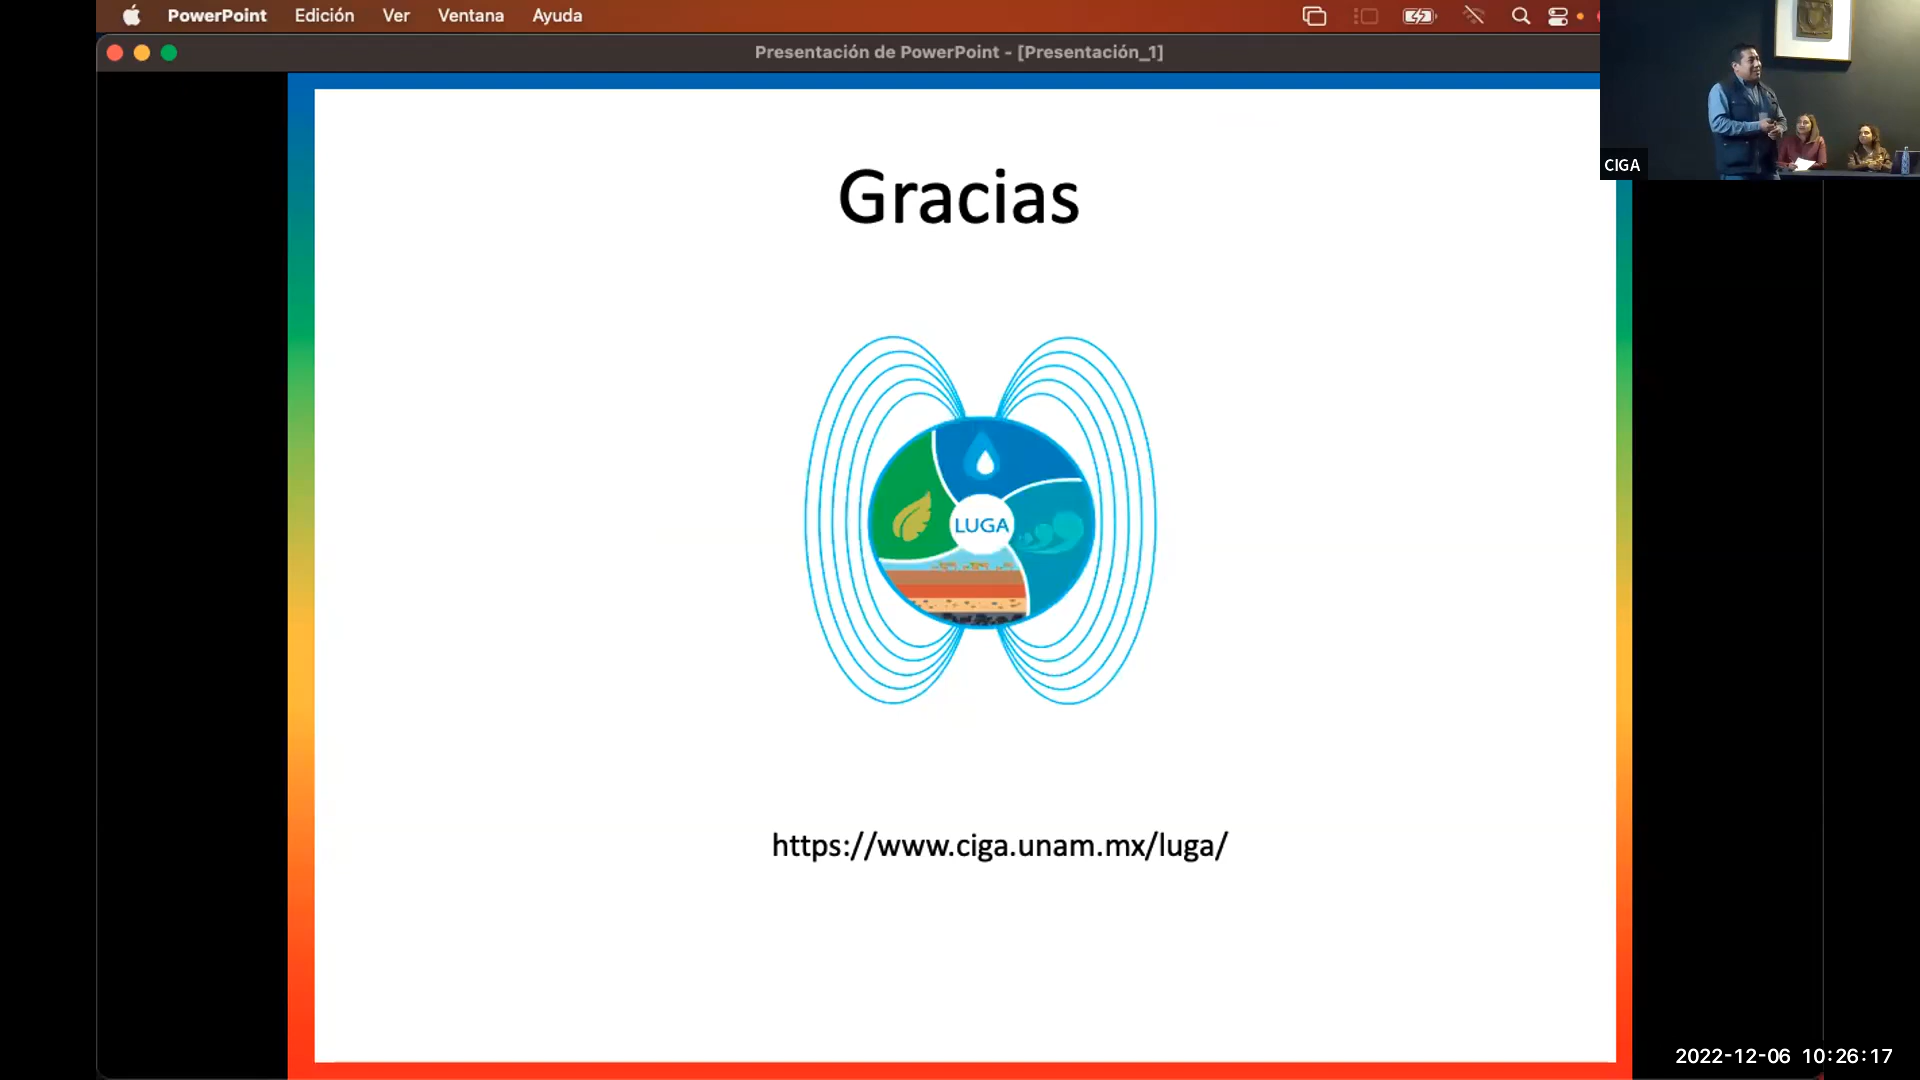 PowerPoint Edición Ver Ventana Ayuda
Presentación de PowerPoint - [Presentación_1]
CIGA
Gracias
LUGA
https://www.ciga.unam.mx/luga/
2022-12-06 10:26:17